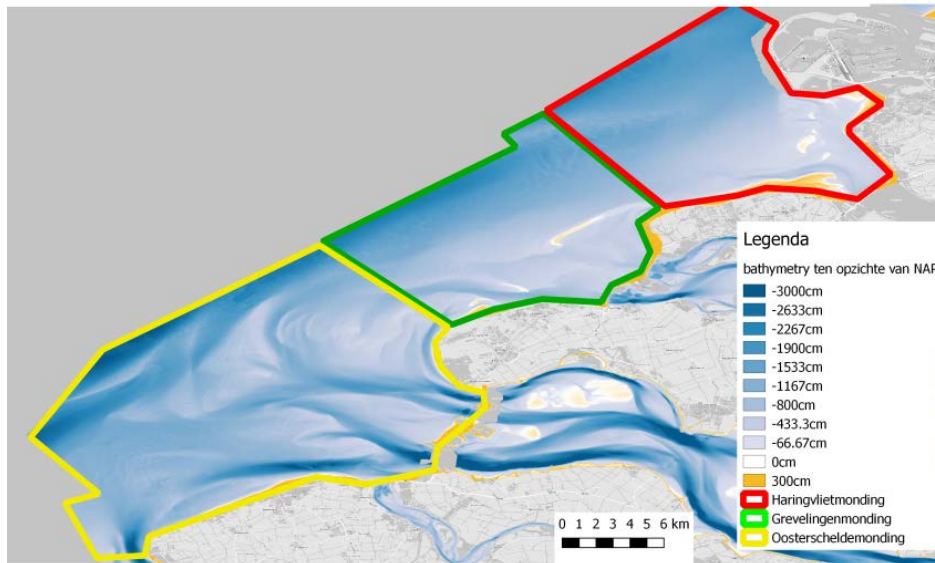 Legenda
bathymetry ten opzichte van NAP
-3000cm
-2633cm
-2267cm
-1900cm
-1533cm
-1167cm
-800cm
-433.3cm
-66.67cm
0cm
300cm
Haringvlietmonding
Grevelingenmonding
Oosterscheldemonding
0 1 2 3 4 5 6 km